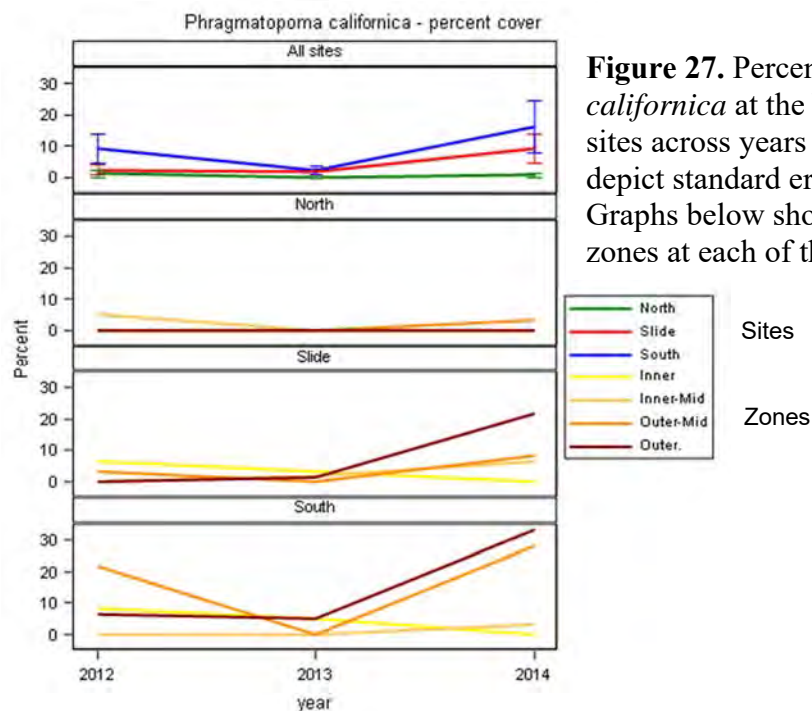 Phragmatopoma californica - percent cover
All sites
30
20
10
0
North
30
20
10
0
Slide
30
20
10
0
South
30
20
10
0
Percent
2012 2013 2014
year
Figure 27. Percen
californica at the
sites across years
depict standard er
Graphs below sho
zones at each of th
North
Slide
South
Inner
Inner-Mid
Outer-Mid
Outer.
Sites
Zones